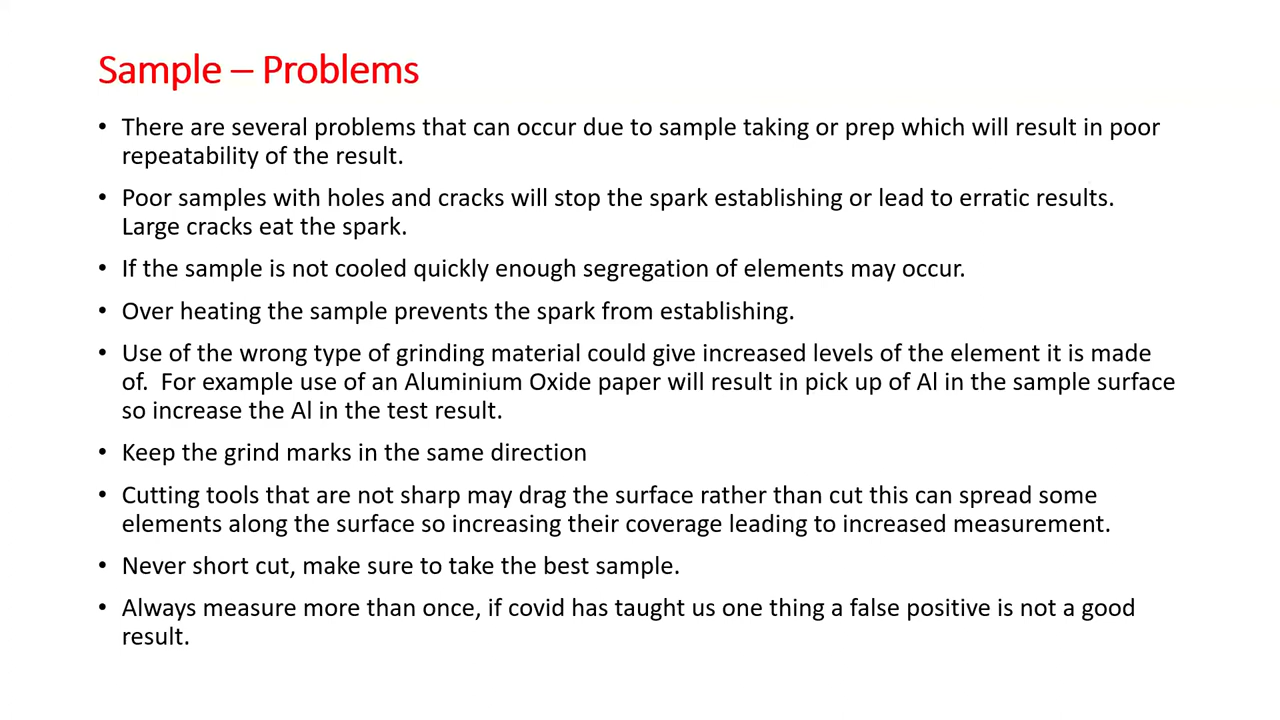 Sample – Problems
• There are several problems that can occur due to sample taking or prep which will result in poor
repeatability of the result.
• Poor samples with holes and cracks will stop the spark establishing or lead to erratic results.
Large cracks eat the spark.
• If the sample is not cooled quickly enough segregation of elements may occur.
• Over heating the sample prevents the spark from establishing.
• Use of the wrong type of grinding material could give increased levels of the element it is made
of.  For example use of an Aluminium Oxide paper will result in pick up of Al in the sample surface
so increase the Al in the test result.
• Keep the grind marks in the same direction
• Cutting tools that are not sharp may drag the surface rather than cut this can spread some
elements along the surface so increasing their coverage leading to increased measurement.
• Never short cut, make sure to take the best sample.
• Always measure more than once, if covid has taught us one thing a false positive is not a good
result.